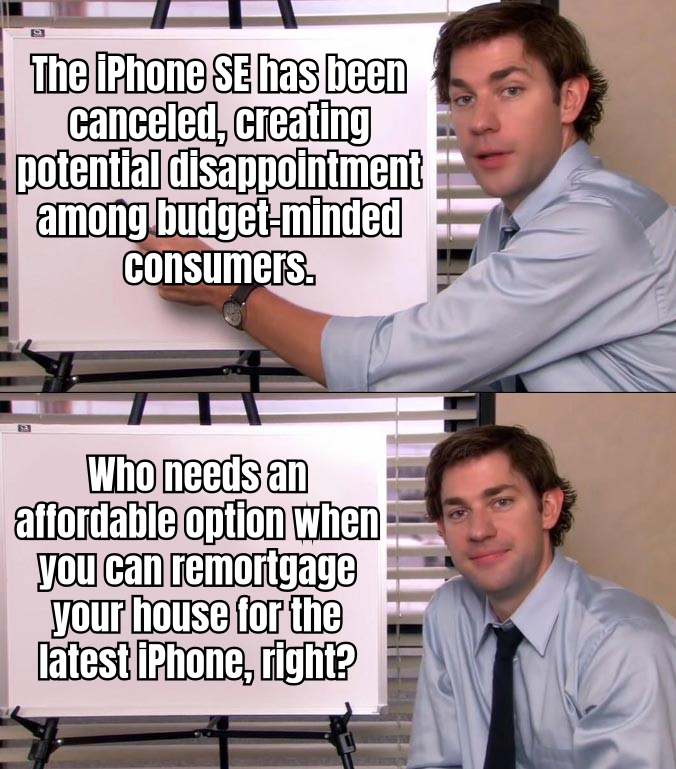 The iPhone SE has been
canceled, creating
potential disappointment
among budget-minded
consumers.
Who needs an
affordable option when
you can remortgage
your house for the
latest iPhone, right?